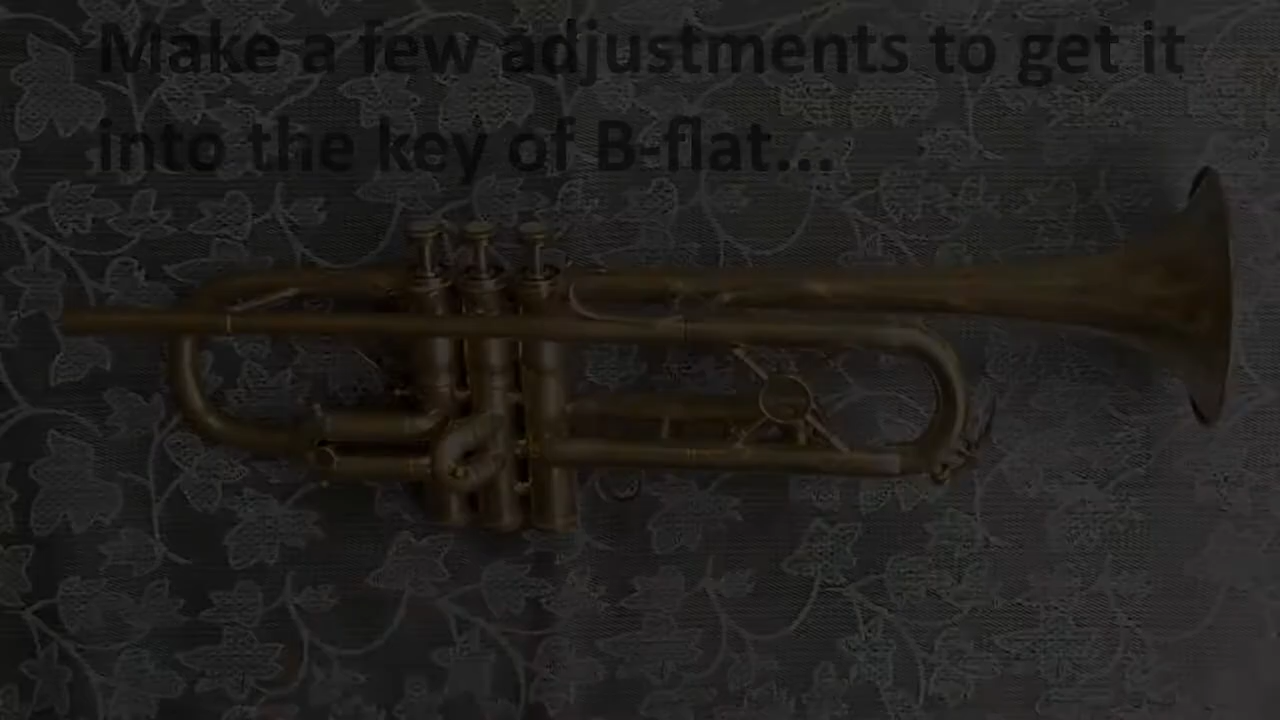 Make a few adjustments to get it
into the key of B-flat...